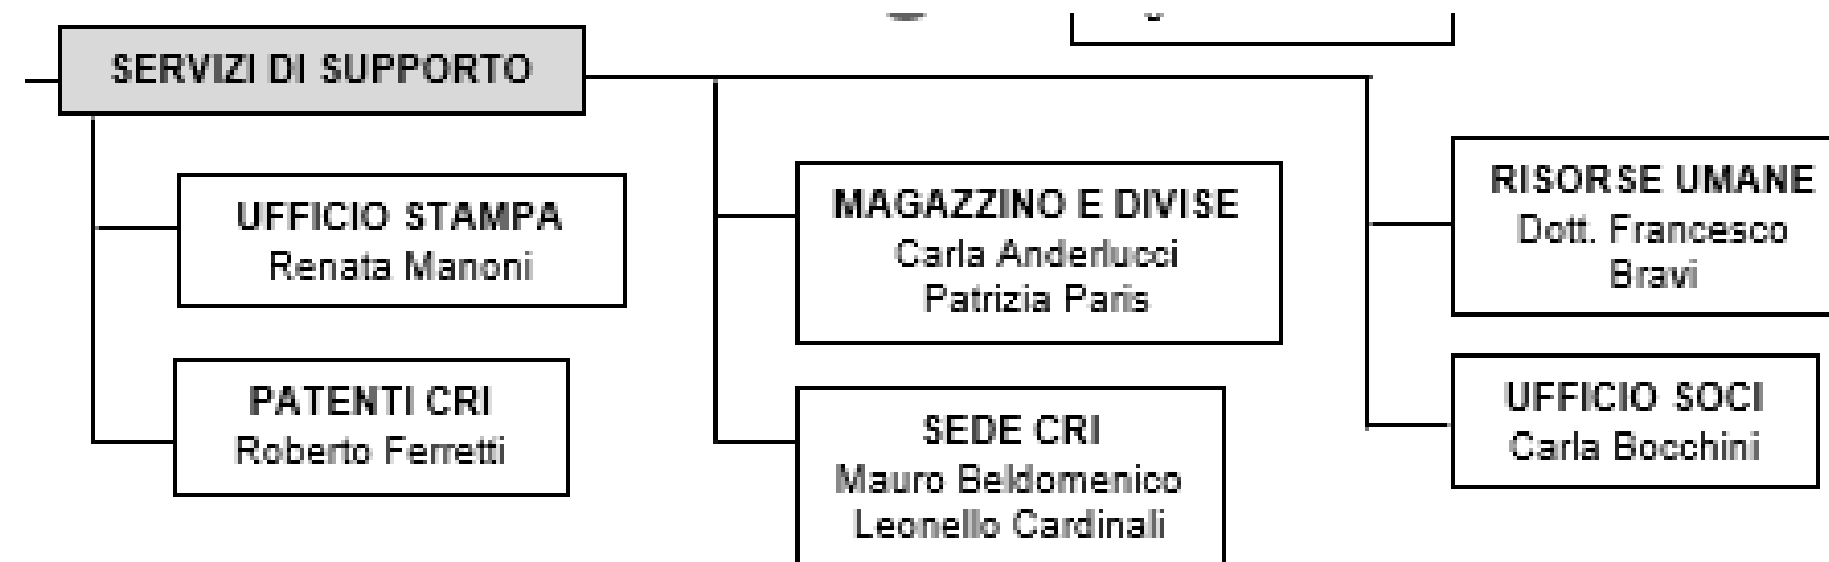 SERVIZI DI SUPPORTO
UFFICIO STAMPA
Renata Manoni
PATENTI CRI
Roberto Ferretti
MAGAZZINO E DIVISE
Carla Anderlucci
Patrizia Paris
SEDE CRI
Mauro Beldomenico
Leonello Cardinali
RISORSE UMANE
Dott. Francesco
Bravi
UFFICIO SOCI
Carla Bocchini